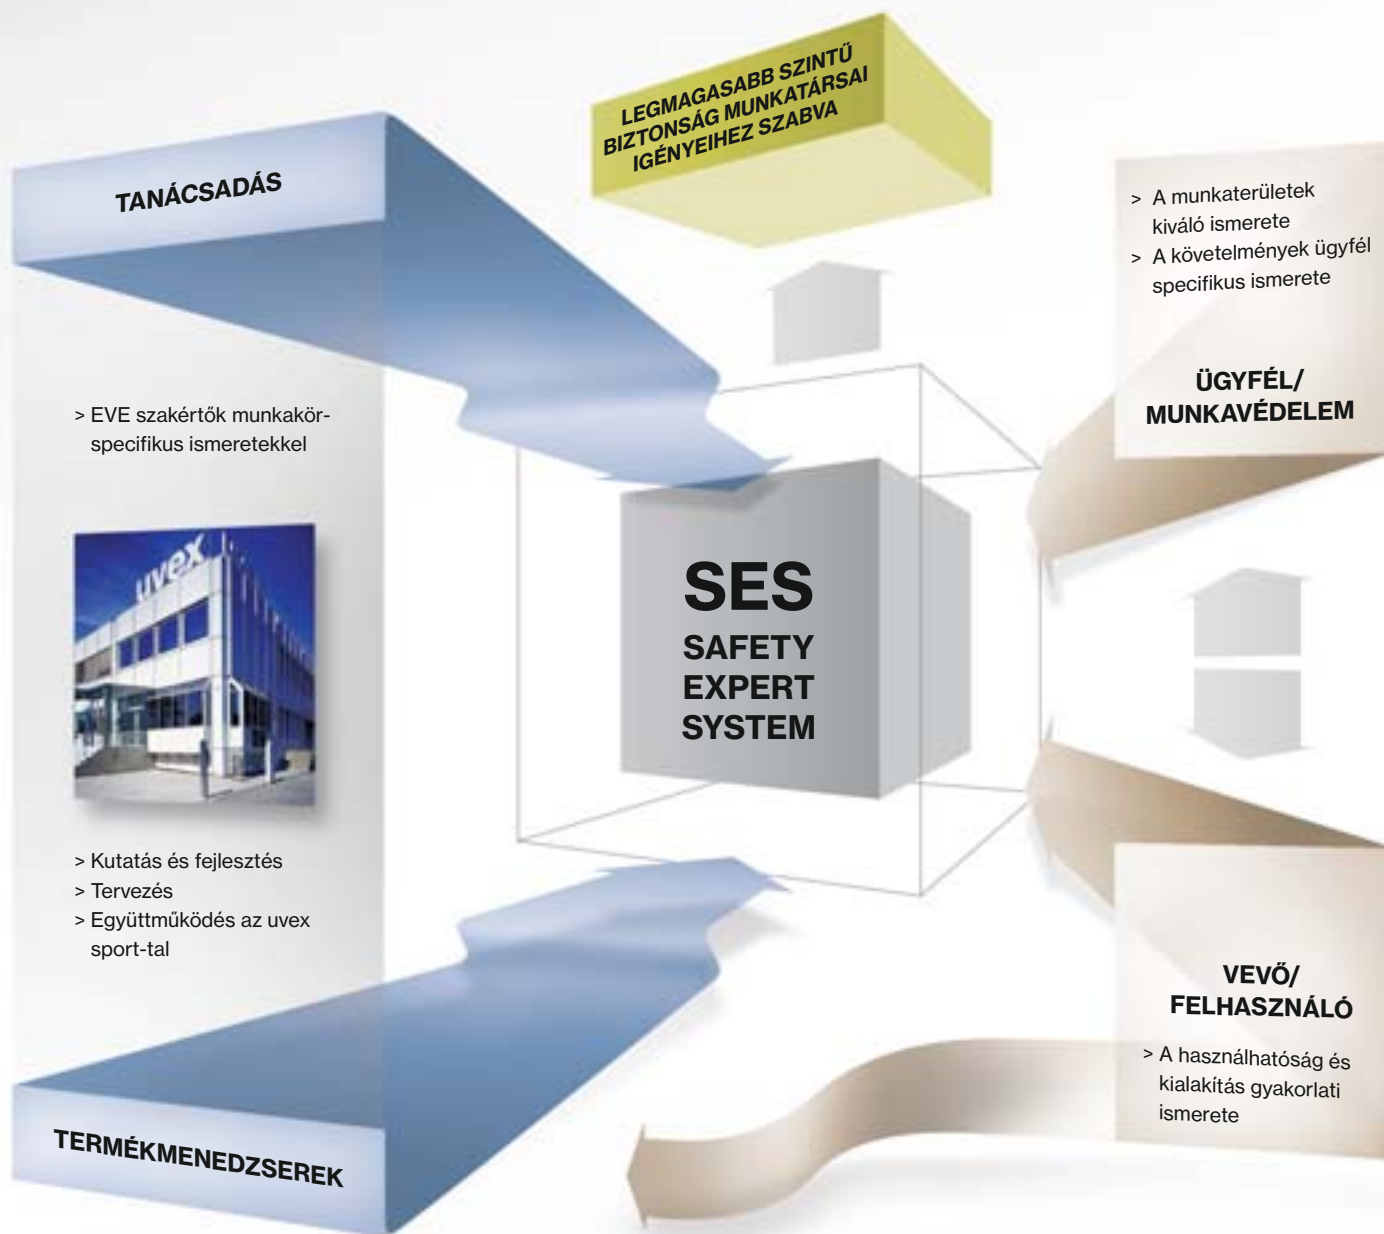 LEGMAGASABB SZINTŰ
BIZTONSÁG MUNKATÁRSAI
IGÉNYEIHEZ SZABVA
TANÁCSADÁS
> EVE szakértők munkakör-
specifikus ismeretekkel
uvex
> Kutatás és fejlesztés
> Tervezés
> Együttműködés az uvex
sport-tal
TERMÉKMENEDZSEREK
SES
SAFETY
EXPERT
SYSTEM
> A munkaterületek
kiváló ismerete
> A követelmények ügyfél
specifikus ismerete
ÜGYFÉL/
MUNKAVÉDELEM
VEVŐ/
FELHASZNÁLÓ
> A használhatóság és
kialakítás gyakorlati
ismerete